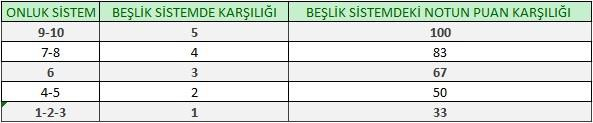 ONLUK SİSTEM BEŞLİK SİSTEMDE KARŞILIĞI BEŞLİK SİSTEMDEKİ NOTUN PUAN KARŞILIĞI
9-10 5 100
7-8 4 83
6 3 67
4-5 2 50
1-2-3 1 33